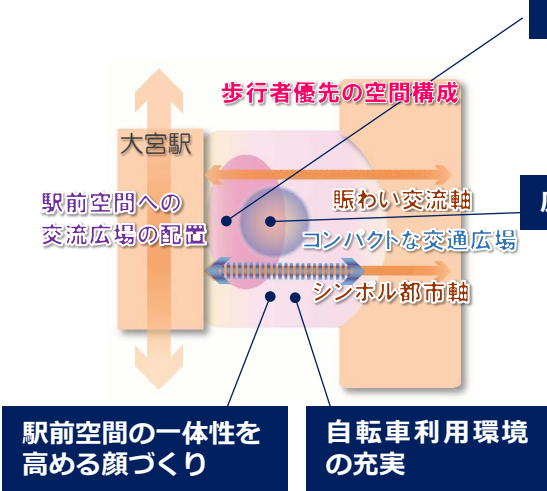 歩行者優先の空間構成
大宮駅
駅前空間への
交流広場の配置
賑わい交流軸
コンパクトな交通広場
シンボル都市軸
駅前空間の一体性を
高める顔づくり
自転車利用環境
の充実